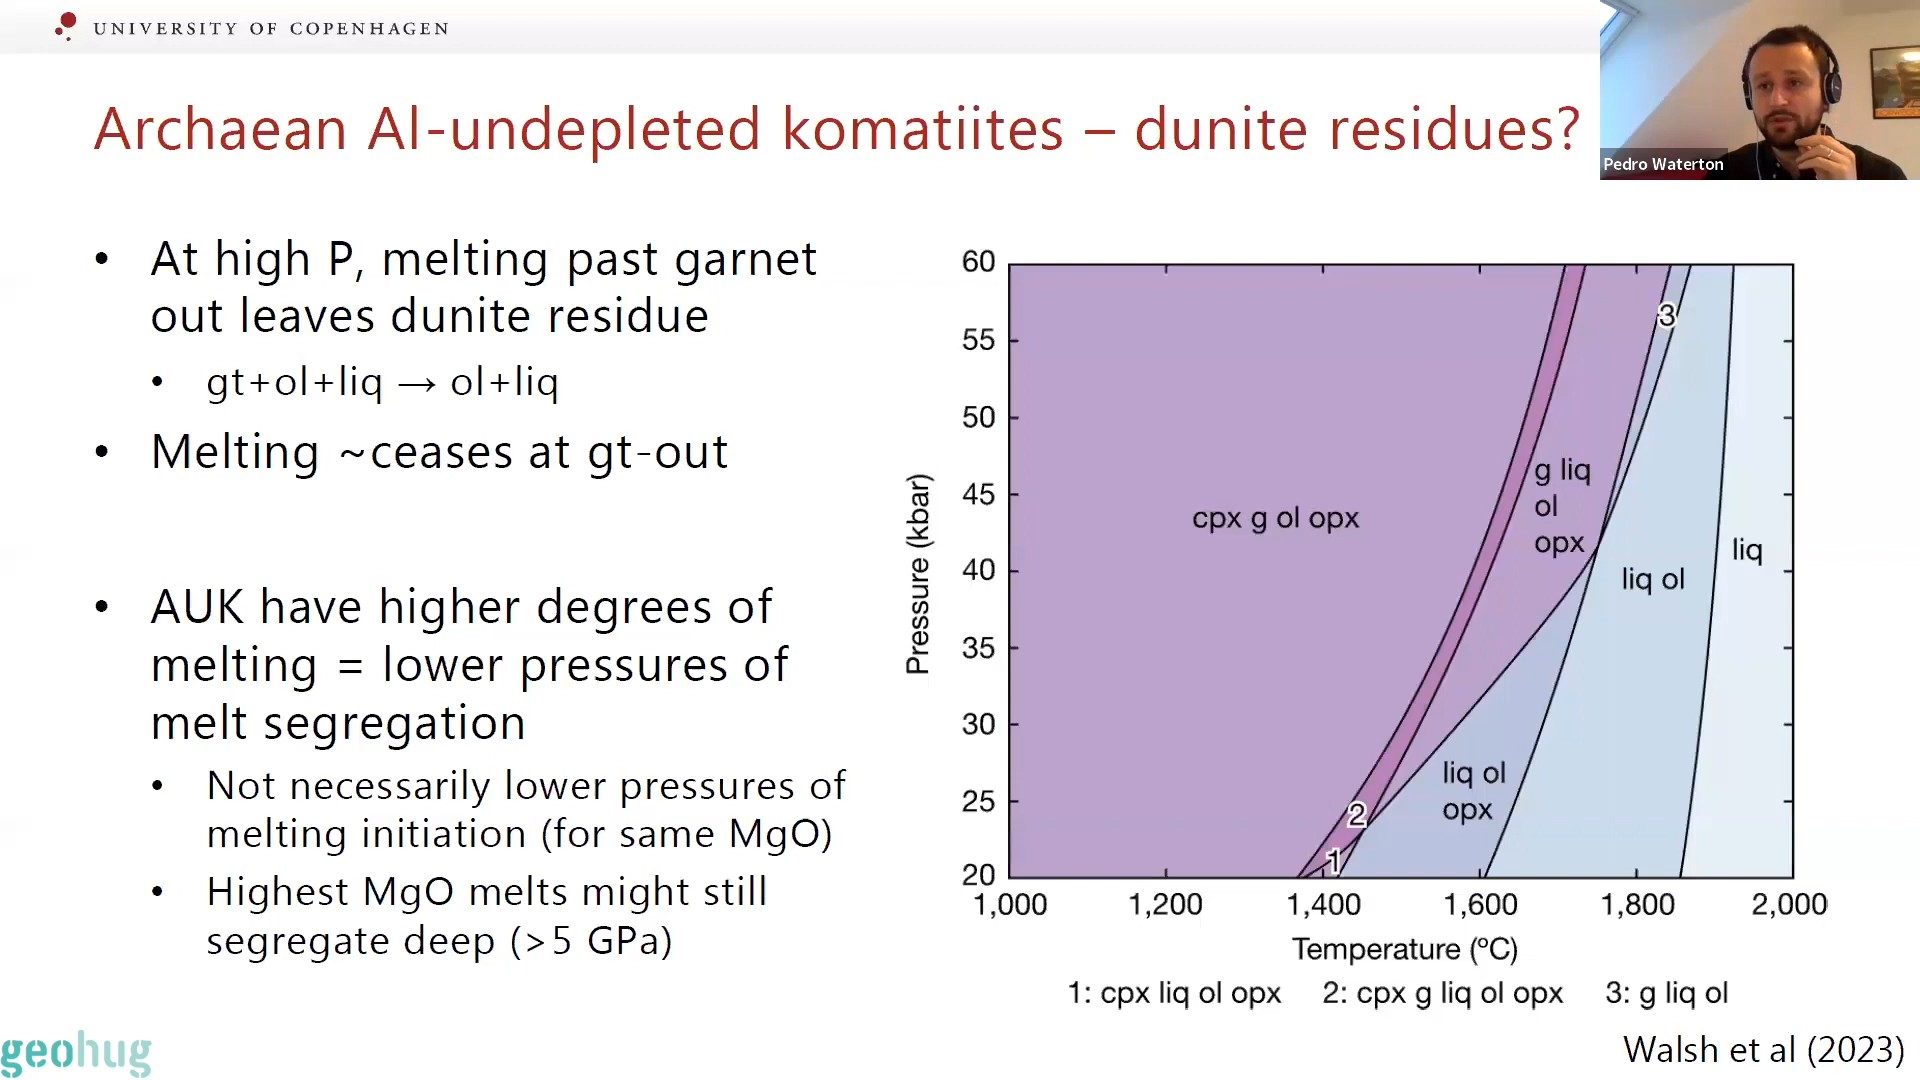 UNIVERSITY OF COPENHAGEN
Pedro Waterton
Archaean Al-undepleted komatiites – dunite residues?
• At high P, melting past garnet
out leaves dunite residue
• gt+ol+liq → ol+liq
• Melting ~ceases at gt-out
• AUK have higher degrees of
melting = lower pressures of
melt segregation
• Not necessarily lower pressures of
melting initiation (for same MgO)
• Highest MgO melts might still
segregate deep (>5 GPa)
Pressure (kbar)
60
55
50
45
40
35
30
25
20
cpx g ol opx
g liq
ol
opx
3
liq ol
liq
liq ol
opx
2
1
1,000 1,200 1,400 1,600 1,800 2,000
Temperature (ºC)
1: cpx liq ol opx 2: cpx g liq ol opx 3: g liq ol
Walsh et al (2023)
geohug